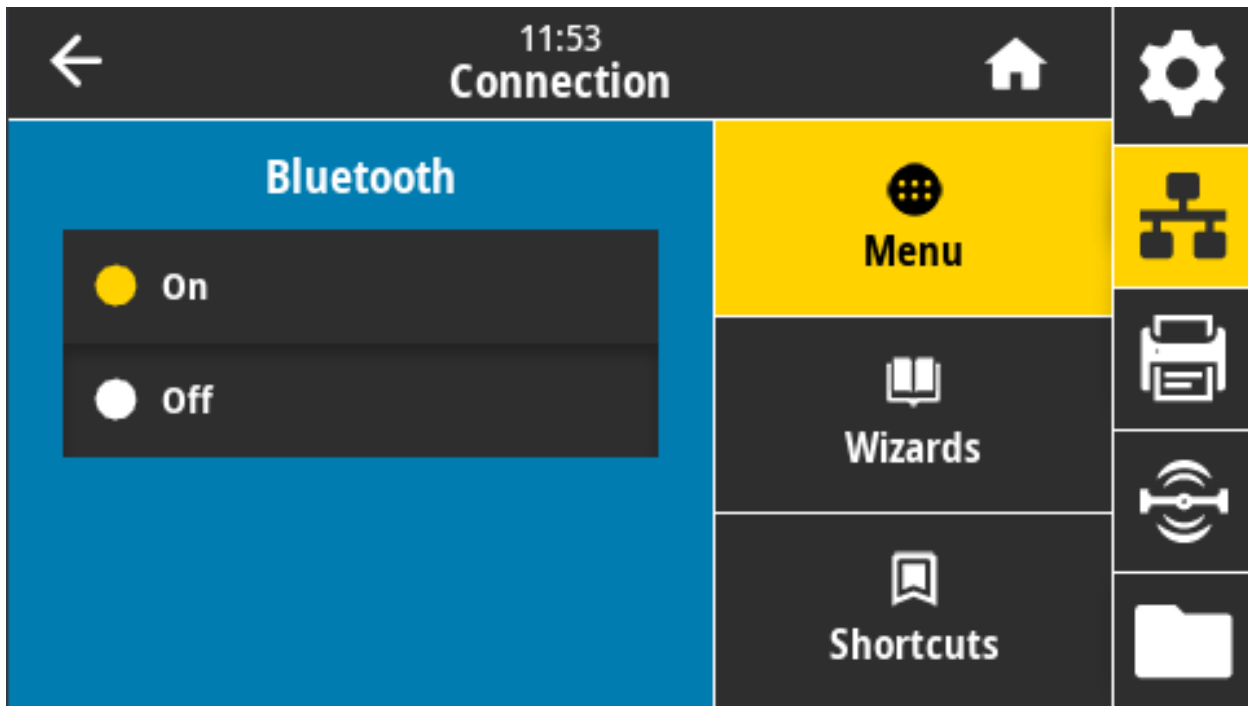 11:53
Connection
Bluetooth
On
Off
Menu
Wizards
Shortcuts